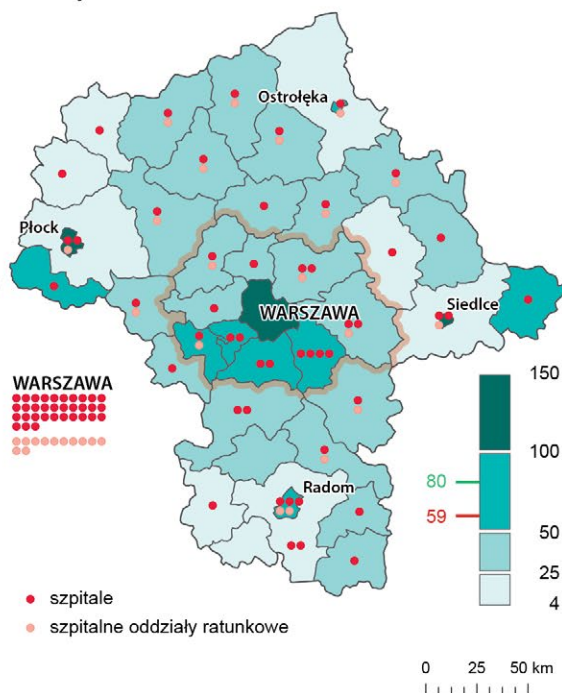 Ostrołęka
Płock
WARSZAWA
Siedlce
WARSZAWA
150
100
80
59
50
25
4
Radom
szpitale
szpitalne oddziały ratunkowe
0 25 50 km